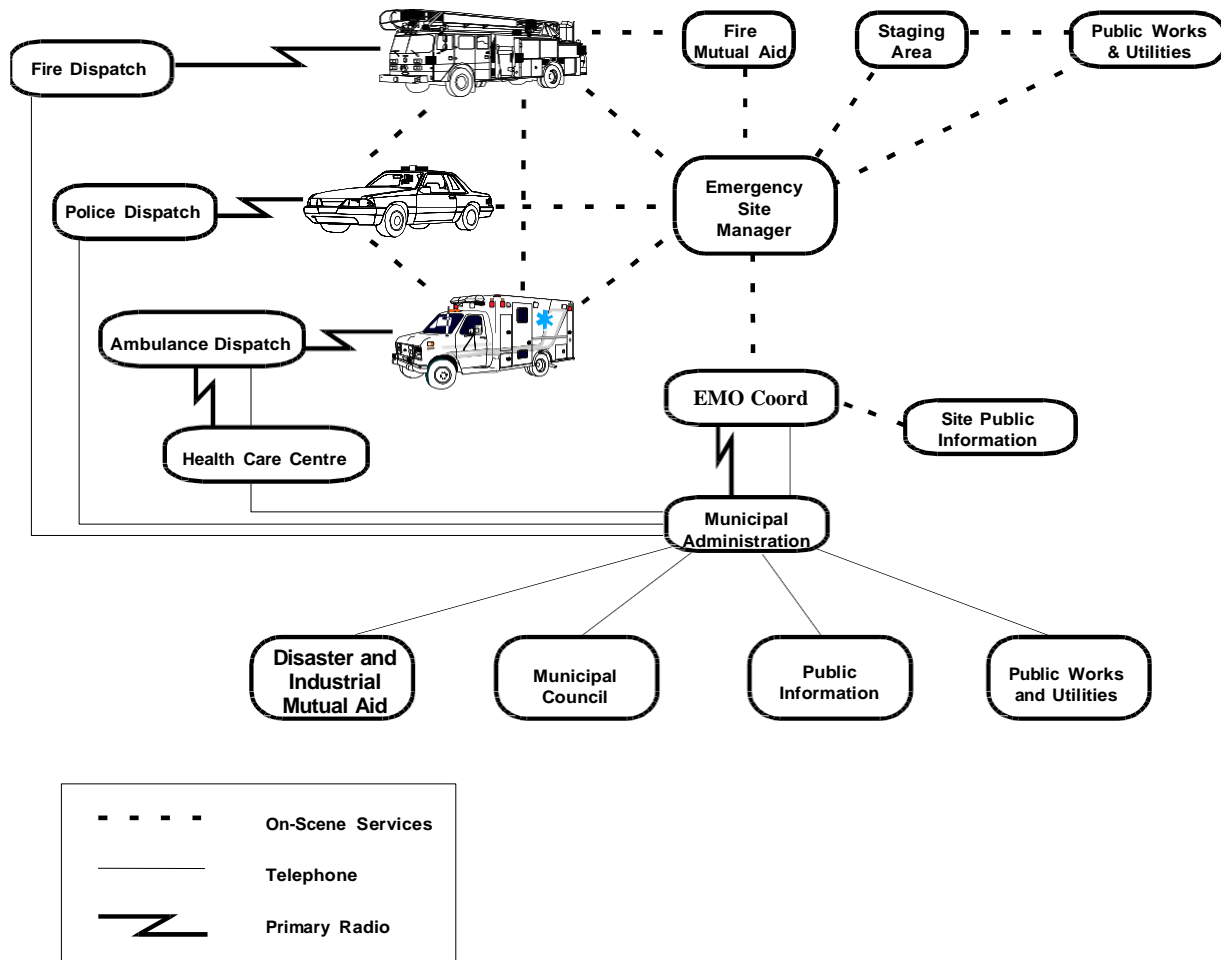 Fire Dispatch
Fire
Mutual Aid
Staging
Area
Public Works
& Utilities
Police Dispatch
Emergency
Site
Manager
Ambulance Dispatch
EMO Coord
Site Public
Information
Health Care Centre
Municipal
Administration
Disaster and
Industrial
Mutual Aid
Municipal
Council
Public
Information
Public Works
and Utilities
On-Scene Services
Telephone
Primary Radio